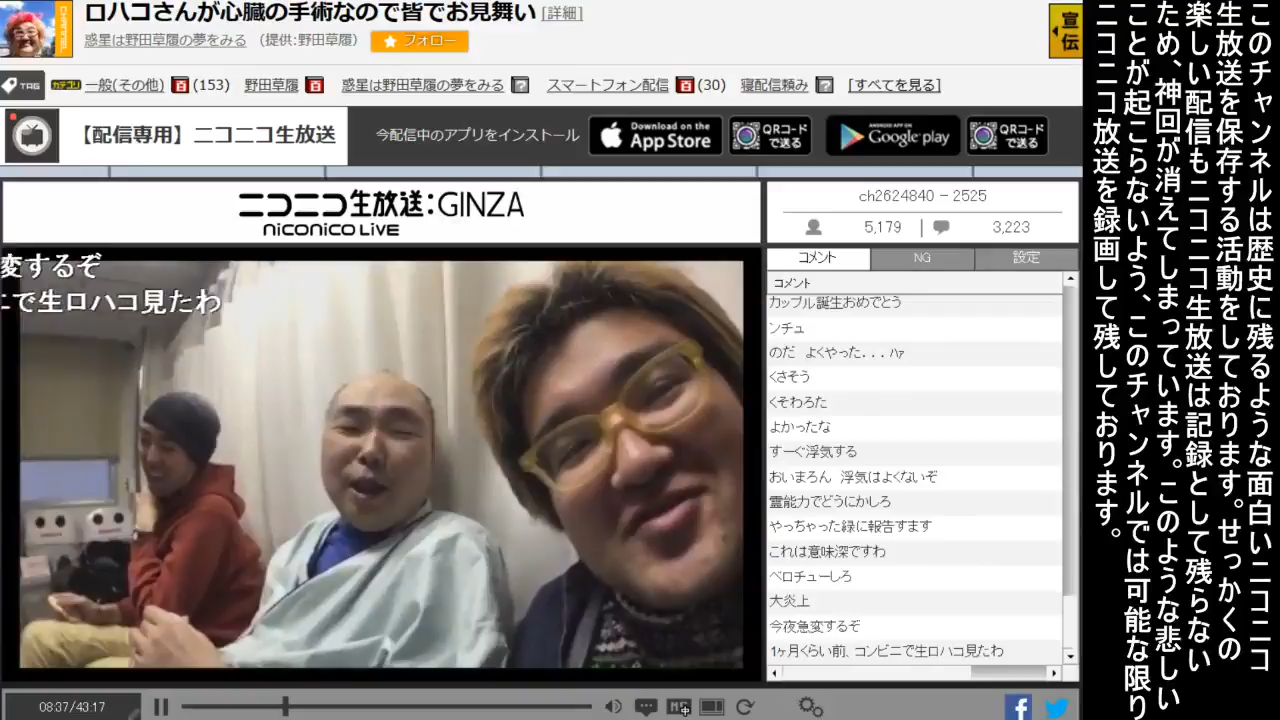 ロハコさんが心臓の手術なので皆でお見舞い [詳細]
惑星は野田草履の夢をみる (提供:野田草履) ★ フォロー
CHANNEL
宣伝
TAG カテゴリ 一般(その他) (153) 野田草履 惑星は野田草履の夢をみる スマートフォン配信 (30) 寝配信頼み [すべてを見る]
【配信専用】ニコニコ生放送
今配信中のアプリをインストール
Download on the App Store
QRコードで送る
ANDROID APP ON Google play
QRコードで送る
ニコニコ生放送:GINZA
niconico LIVE
ch2624840 - 2525
5,179 | 3,223
コメント NG 設定
コメント
カップル誕生おめでとう
ンチュ
のだ よくやった...ハァ
くさそう
くそわろた
よかったな
すーぐ浮気する
おいまろん 浮気はよくないぞ
霊能力でどうにかしろ
やっちゃった緑に報告すます
これは意味深ですわ
ベロチューしろ
大炎上
今夜急変するぞ
1ヶ月くらい前、コンビニで生ロハコ見たわ
変するぞ
ニで生ロハコ見たわ
08:37/43:17
このチャンネルは歴史に残るような面白いニコニコ
生放送を保存する活動をしております。せっかくの
楽しい配信もニコニコ生放送は記録として残らない
ため、神回が消えてしまっています。このような悲しい
ことが起こらないよう、このチャンネルでは可能な限り
ニコニコ放送を録画して残しております。